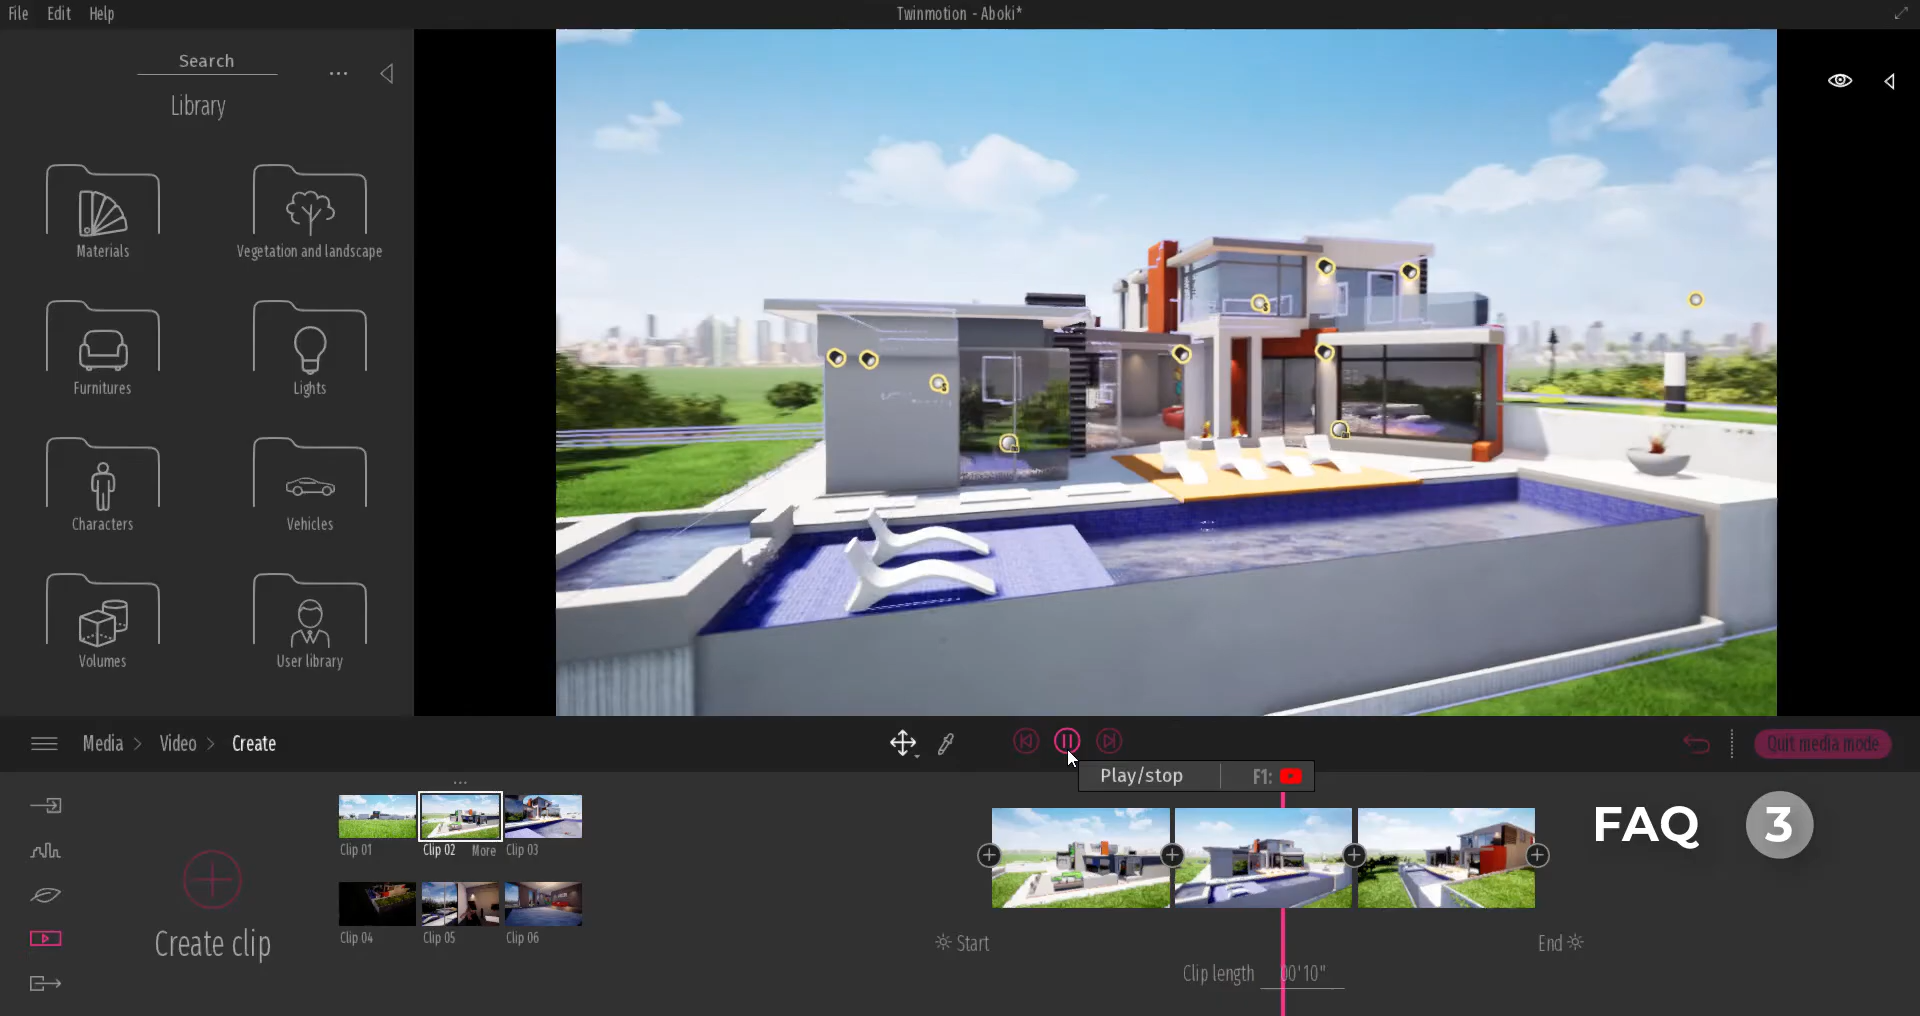 File Edit Help
Twinmotion - Aboki*
Search
Library
Materials
Vegetation and landscape
Furnitures
Lights
Characters
Vehicles
Volumes
User library
Media > Video > Create
Quit media mode
Play/stop F1:
Create clip
Clip 01
Clip 02 More
Clip 03
Clip 04
Clip 05
Clip 06
Start
End
Clip length 00'10"
FAQ 3